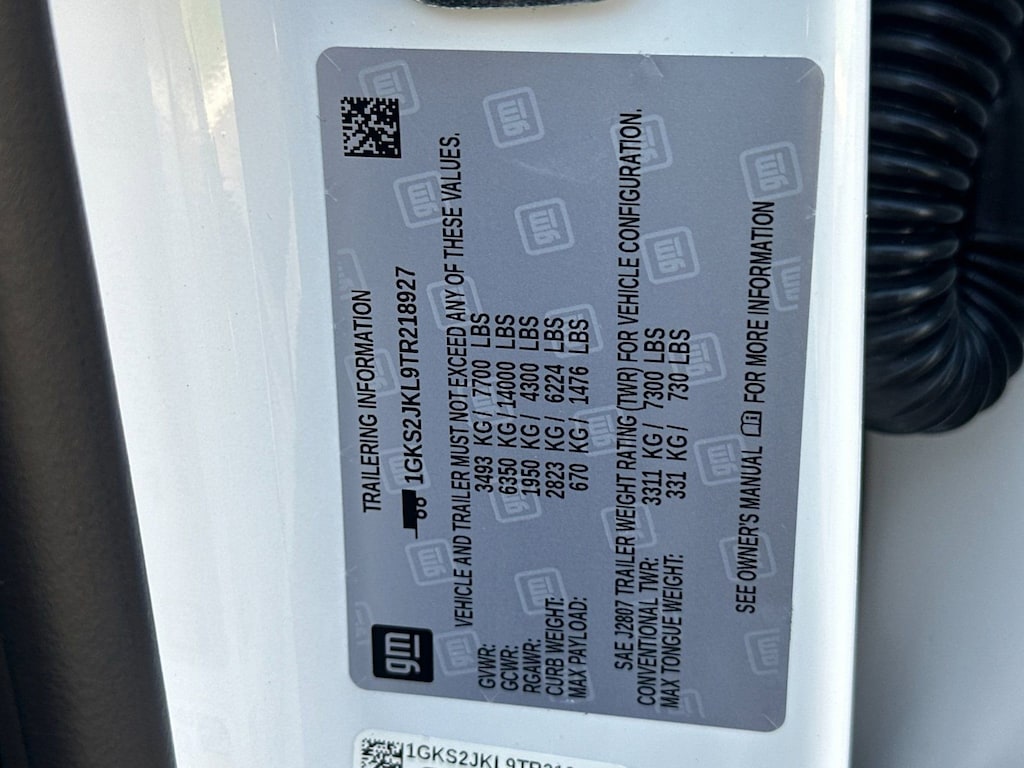 gm
TRAILERING INFORMATION
1GKS2JKL9TR218927
VEHICLE AND TRAILER MUST NOT EXCEED ANY OF THESE VALUES.
GVWR: 3493 KG / 7700 LBS
GCWR: 6350 KG / 14000 LBS
RGAWR: 1950 KG / 4300 LBS
CURB WEIGHT: 2823 KG / 6224 LBS
MAX PAYLOAD: 670 KG / 1476 LBS
SAE J2807 TRAILER WEIGHT RATING (TWR) FOR VEHICLE CONFIGURATION.
CONVENTIONAL TWR: 3311 KG / 7300 LBS
MAX TONGUE WEIGHT: 331 KG / 730 LBS
SEE OWNER'S MANUAL FOR MORE INFORMATION